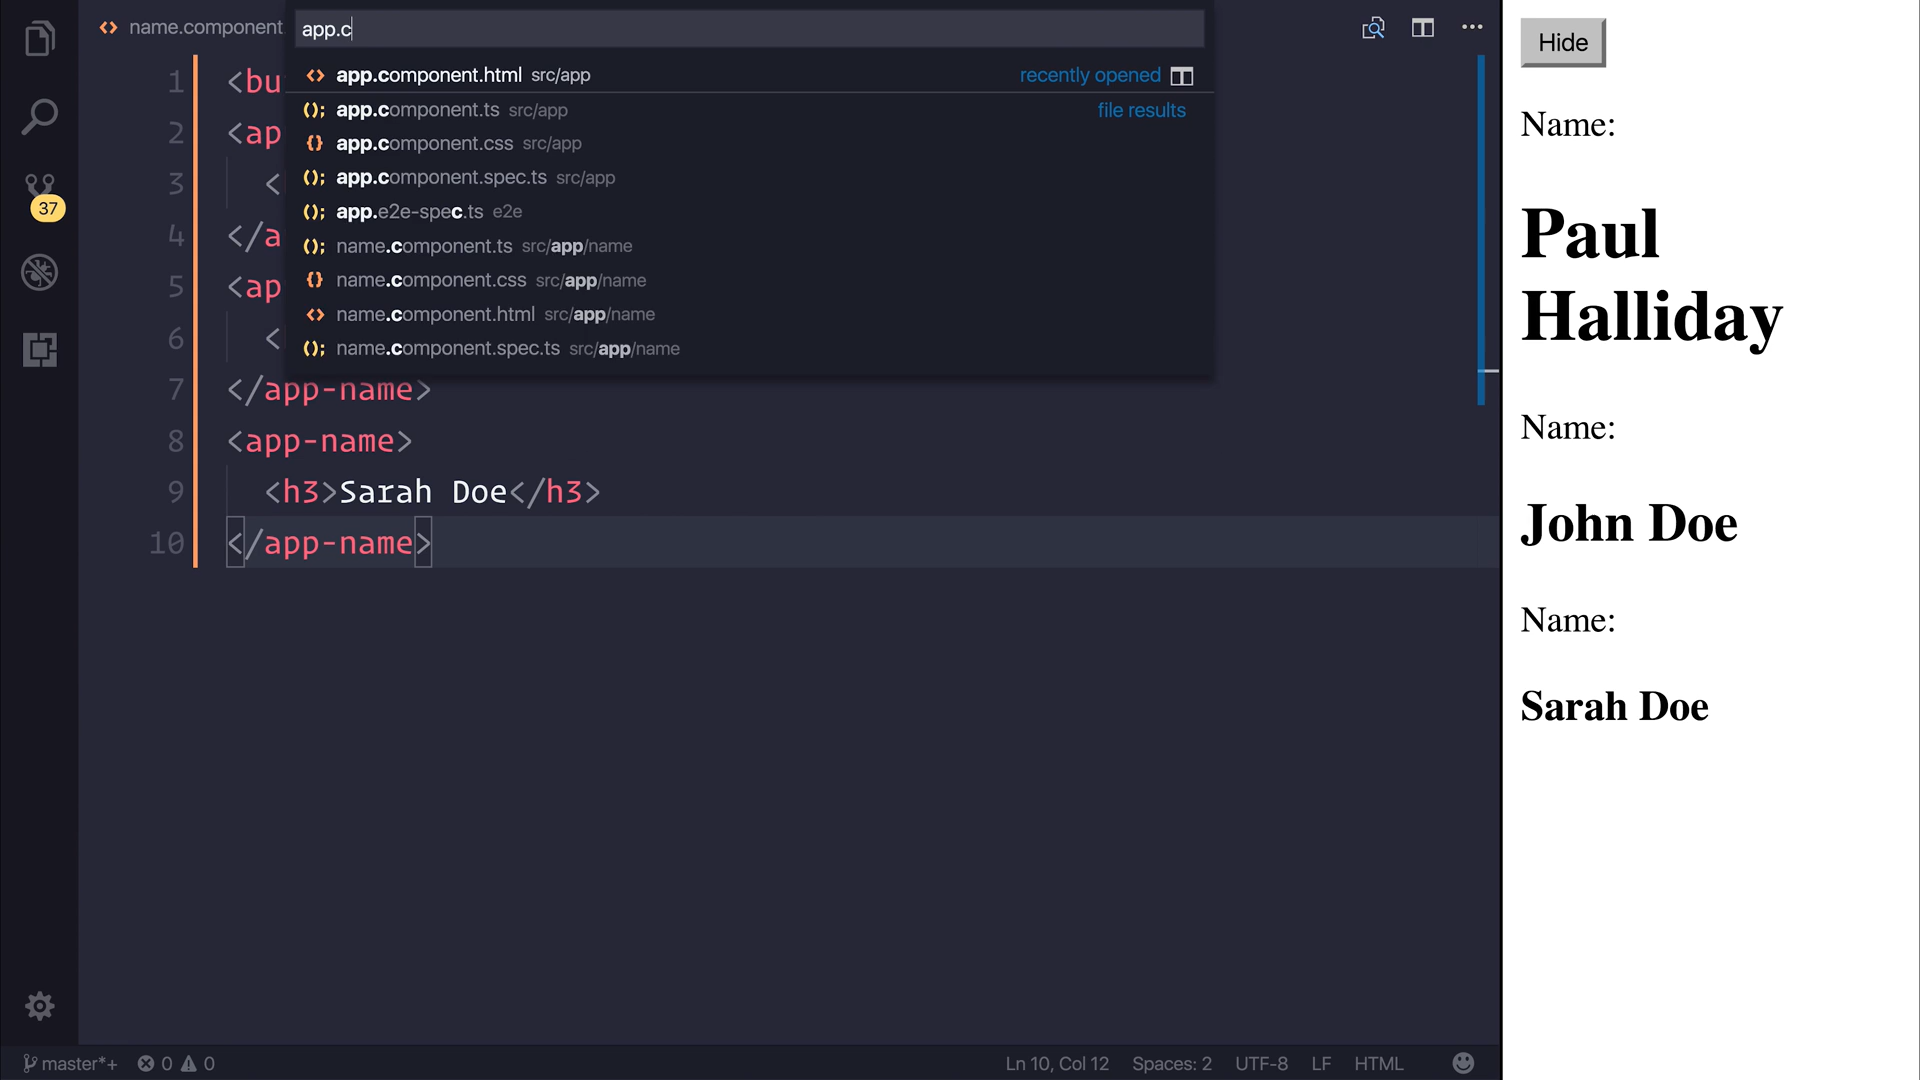 name.component
app.c
app.component.html src/app recently opened
app.component.ts src/app file results
app.component.css src/app
app.component.spec.ts src/app
app.e2e-spec.ts e2e
name.component.ts src/app/name
name.component.css src/app/name
name.component.html src/app/name
name.component.spec.ts src/app/name
1 <bu
2 <ap
3 <
4 </a
5 <ap
6 <
7 </app-name>
8 <app-name>
9 <h3>Sarah Doe</h3>
10 </app-name>
37
master*+ 0 0 Ln 10, Col 12 Spaces: 2 UTF-8 LF HTML
Hide
Name:
Paul
Halliday
Name:
John Doe
Name:
Sarah Doe